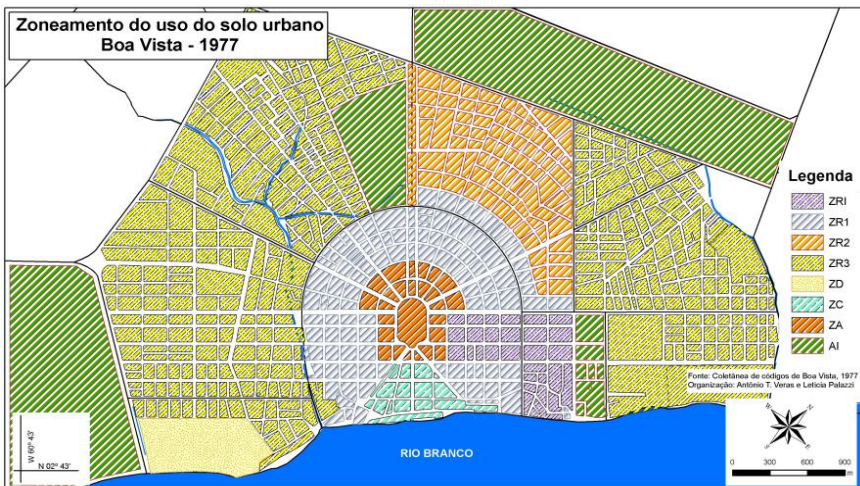 Zoneamento do uso do solo urbano
Boa Vista - 1977
Legenda
ZRI
ZR1
ZR2
ZR3
ZD
ZC
ZA
AI
Fonte: Coletânea de códigos de Boa Vista, 1977
Organização: Antônio T. Veras e Letícia Palazzi
W 60º 43'
N 02º 43'
RIO BRANCO
W
N
S
E
0 300 600 900
m